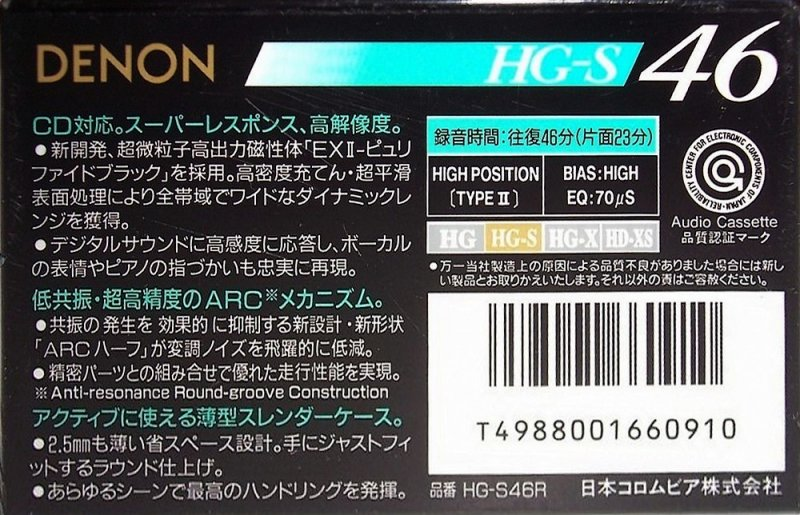 DENON
HG-S 46
CD対応。スーパーレスポンス、高解像度。
●新開発、超微粒子高出力磁性体「EXⅡ-ピュリ
ファイドブラック」を採用。高密度充てん・超平滑
表面処理により全帯域でワイドなダイナミックレ
ンジを獲得。
●デジタルサウンドに高感度に応答し、ボーカル
の表情やピアノの指づかいも忠実に再現。
低共振・超高精度のARC※メカニズム。
●共振の発生を効果的に抑制する新設計・新形状
「ARCハーフ」が変調ノイズを飛躍的に低減。
●精密パーツとの組み合せで優れた走行性能を実現。
※Anti-resonance Round-groove Construction
アクティブに使える薄型スレンダーケース。
●2.5mmも薄い省スペース設計。手にジャストフィ
ットするラウンド仕上げ。
●あらゆるシーンで最高のハンドリングを発揮。
録音時間:往復46分(片面23分)
HIGH POSITION
〔TYPE Ⅱ〕
BIAS:HIGH
EQ:70μS
HG HG-S HG-X HD-XS
RELIABILITY CENTER FOR ELECTRONIC COMPONENTS OF JAPAN
Audio Cassette
品質認証マーク
●万一当社製造上の原因による品質不良がありました場合には新し
い製品とお取りかえいたします。それ以外の責はご容赦ください。
T4988001660910
品番 HG-S46R 日本コロムビア株式会社